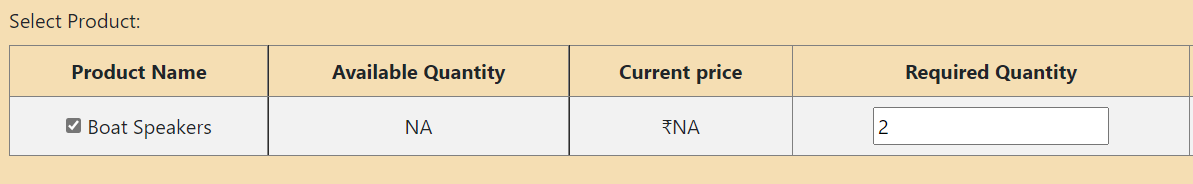 Select Product:
Product Name Available Quantity Current price Required Quantity
Boat Speakers NA ₹NA 2